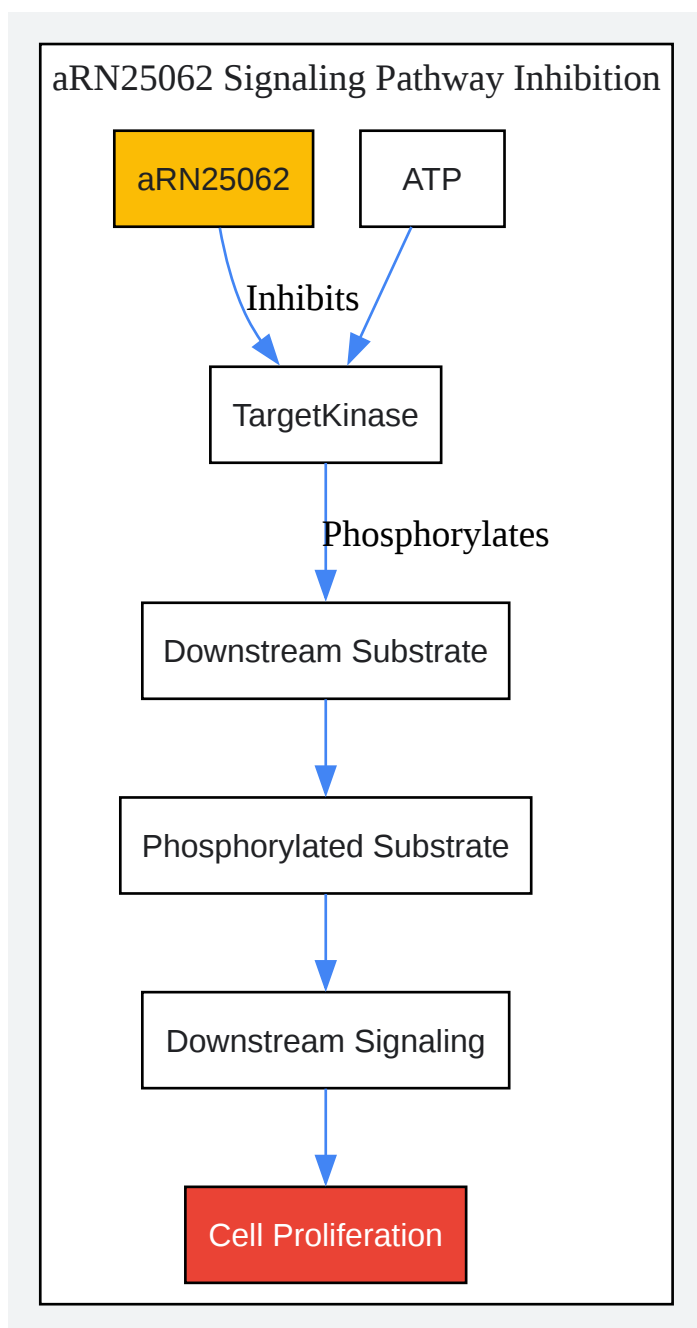 aRN25062 Signaling Pathway Inhibition
aRN25062
ATP
Inhibits
TargetKinase
Phosphorylates
Downstream Substrate
Phosphorylated Substrate
Downstream Signaling
Cell Proliferation